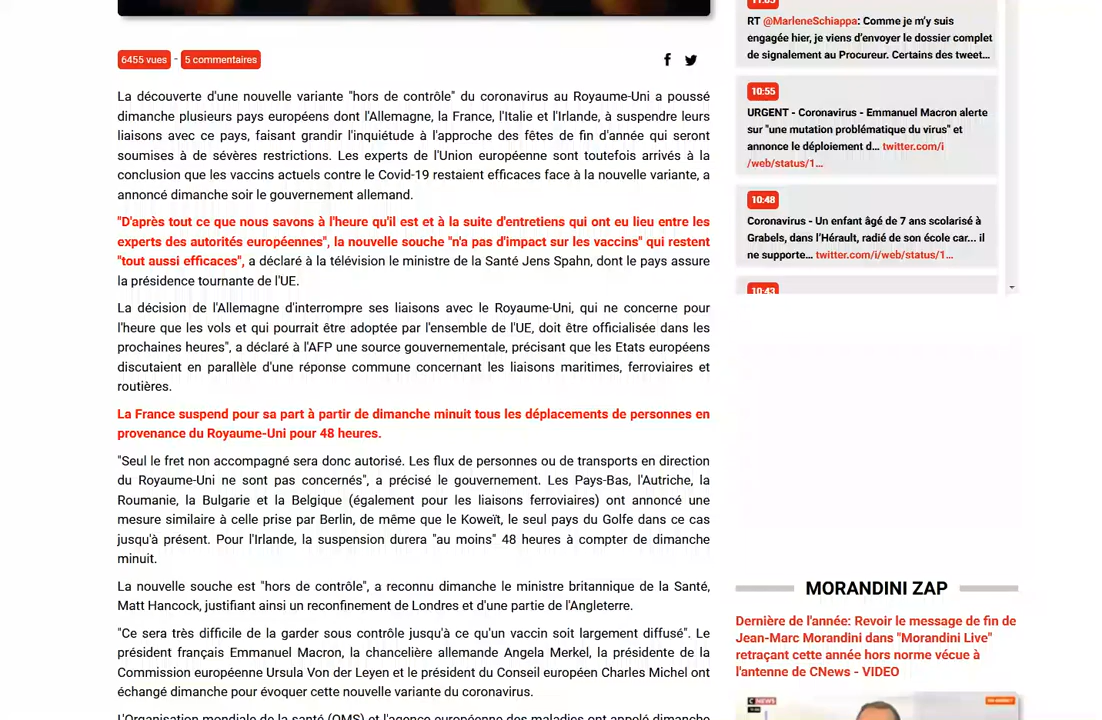 6455 vues - 5 commentaires
La découverte d'une nouvelle variante "hors de contrôle" du coronavirus au Royaume-Uni a poussé
dimanche plusieurs pays européens dont l'Allemagne, la France, l'Italie et l'Irlande, à suspendre leurs
liaisons avec ce pays, faisant grandir l'inquiétude à l'approche des fêtes de fin d'année qui seront
soumises à de sévères restrictions. Les experts de l'Union européenne sont toutefois arrivés à la
conclusion que les vaccins actuels contre le Covid-19 restaient efficaces face à la nouvelle variante, a
annoncé dimanche soir le gouvernement allemand.
"D'après tout ce que nous savons à l'heure qu'il est et à la suite d'entretiens qui ont eu lieu entre les
experts des autorités européennes", la nouvelle souche "n'a pas d'impact sur les vaccins" qui restent
"tout aussi efficaces", a déclaré à la télévision le ministre de la Santé Jens Spahn, dont le pays assure
la présidence tournante de l'UE.
La décision de l'Allemagne d'interrompre ses liaisons avec le Royaume-Uni, qui ne concerne pour
l'heure que les vols et qui pourrait être adoptée par l'ensemble de l'UE, doit être officialisée dans les
prochaines heures", a déclaré à l'AFP une source gouvernementale, précisant que les Etats européens
discutaient en parallèle d'une réponse commune concernant les liaisons maritimes, ferroviaires et
routières.
La France suspend pour sa part à partir de dimanche minuit tous les déplacements de personnes en
provenance du Royaume-Uni pour 48 heures.
"Seul le fret non accompagné sera donc autorisé. Les flux de personnes ou de transports en direction
du Royaume-Uni ne sont pas concernés", a précisé le gouvernement. Les Pays-Bas, l'Autriche, la
Roumanie, la Bulgarie et la Belgique (également pour les liaisons ferroviaires) ont annoncé une
mesure similaire à celle prise par Berlin, de même que le Koweït, le seul pays du Golfe dans ce cas
jusqu'à présent. Pour l'Irlande, la suspension durera "au moins" 48 heures à compter de dimanche
minuit.
La nouvelle souche est "hors de contrôle", a reconnu dimanche le ministre britannique de la Santé,
Matt Hancock, justifiant ainsi un reconfinement de Londres et d'une partie de l'Angleterre.
"Ce sera très difficile de la garder sous contrôle jusqu'à ce qu'un vaccin soit largement diffusé". Le
président français Emmanuel Macron, la chancelière allemande Angela Merkel, la présidente de la
Commission européenne Ursula Von der Leyen et le président du Conseil européen Charles Michel ont
échangé dimanche pour évoquer cette nouvelle variante du coronavirus.
L'Organisation mondiale de la santé (OMS) et l'agence européenne des maladies ont appelé dimanche
11:05
RT @MarleneSchiappa: Comme je m'y suis
engagée hier, je viens d'envoyer le dossier complet
de signalement au Procureur. Certains des tweet...
10:55
URGENT - Coronavirus - Emmanuel Macron alerte
sur "une mutation problématique du virus" et
annonce le déploiement d... twitter.com/i
/web/status/1...
10:48
Coronavirus - Un enfant âgé de 7 ans scolarisé à
Grabels, dans l'Hérault, radié de son école car... il
ne supporte... twitter.com/i/web/status/1...
10:43
MORANDINI ZAP
Dernière de l'année: Revoir le message de fin de
Jean-Marc Morandini dans "Morandini Live"
retraçant cette année hors norme vécue à
l'antenne de CNews - VIDEO
CNEWS